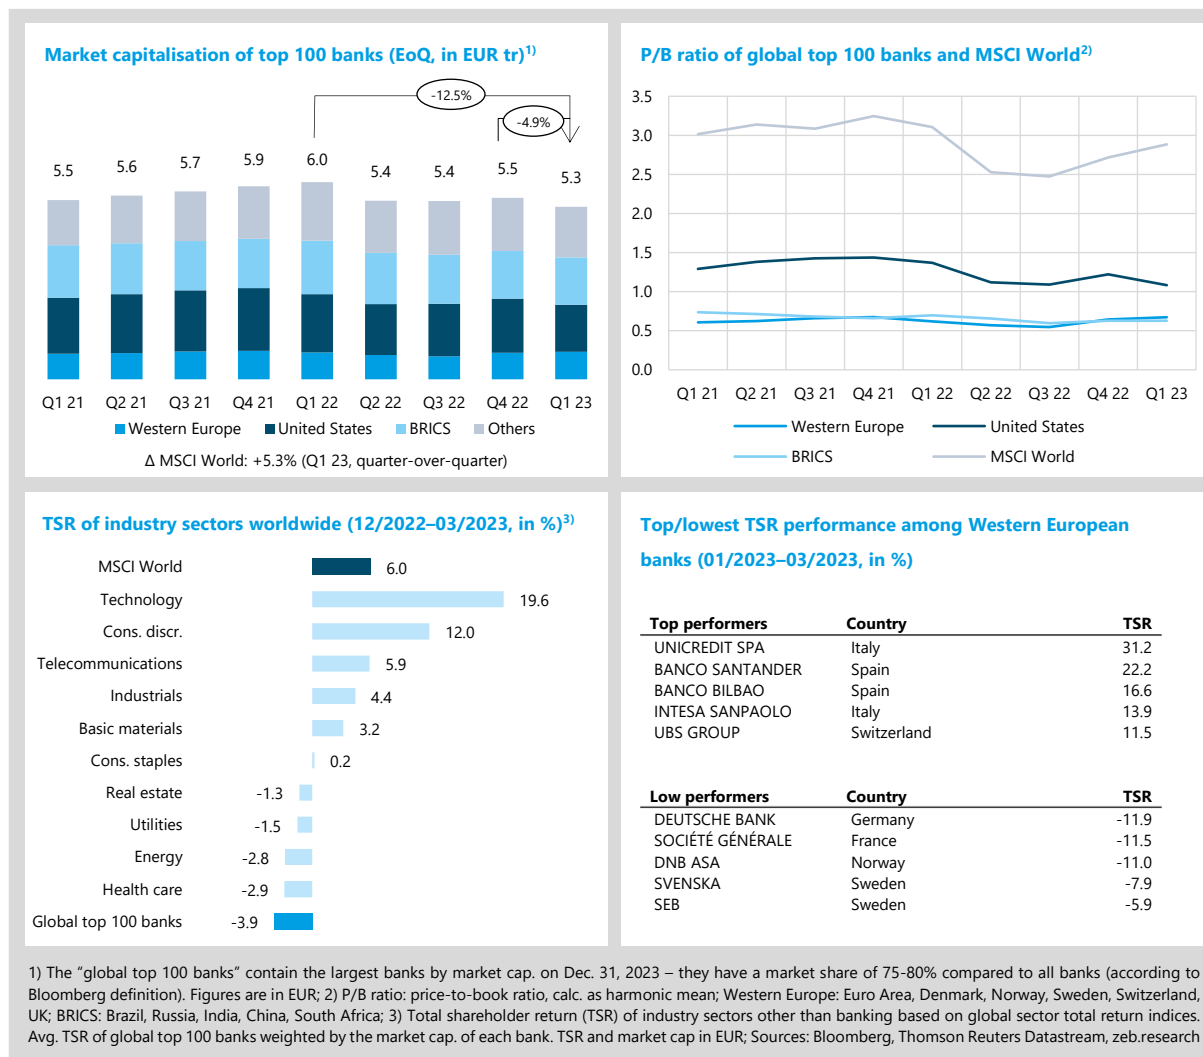 Market capitalisation of top 100 banks (EoQ, in EUR tr)1)
-12.5%
-4.9%
5.5 5.6 5.7 5.9 6.0 5.4 5.4 5.5 5.3
Q1 21 Q2 21 Q3 21 Q4 21 Q1 22 Q2 22 Q3 22 Q4 22 Q1 23
Western Europe United States BRICS Others
Δ MSCI World: +5.3% (Q1 23, quarter-over-quarter)
P/B ratio of global top 100 banks and MSCI World2)
3.5
3.0
2.5
2.0
1.5
1.0
0.5
0.0
Q1 21 Q2 21 Q3 21 Q4 21 Q1 22 Q2 22 Q3 22 Q4 22 Q1 23
Western Europe United States
BRICS MSCI World
TSR of industry sectors worldwide (12/2022–03/2023, in %)3)
MSCI World 6.0
Technology 19.6
Cons. discr. 12.0
Telecommunications 5.9
Industrials 4.4
Basic materials 3.2
Cons. staples 0.2
Real estate -1.3
Utilities -1.5
Energy -2.8
Health care -2.9
Global top 100 banks -3.9
Top/lowest TSR performance among Western European
banks (01/2023–03/2023, in %)
Top performers Country TSR
UNICREDIT SPA Italy 31.2
BANCO SANTANDER Spain 22.2
BANCO BILBAO Spain 16.6
INTESA SANPAOLO Italy 13.9
UBS GROUP Switzerland 11.5
Low performers Country TSR
DEUTSCHE BANK Germany -11.9
SOCIÉTÉ GÉNÉRALE France -11.5
DNB ASA Norway -11.0
SVENSKA Sweden -7.9
SEB Sweden -5.9
1) The "global top 100 banks" contain the largest banks by market cap. on Dec. 31, 2023 – they have a market share of 75-80% compared to all banks (according to
Bloomberg definition). Figures are in EUR; 2) P/B ratio: price-to-book ratio, calc. as harmonic mean; Western Europe: Euro Area, Denmark, Norway, Sweden, Switzerland,
UK; BRICS: Brazil, Russia, India, China, South Africa; 3) Total shareholder return (TSR) of industry sectors other than banking based on global sector total return indices.
Avg. TSR of global top 100 banks weighted by the market cap. of each bank. TSR and market cap in EUR; Sources: Bloomberg, Thomson Reuters Datastream, zeb.research